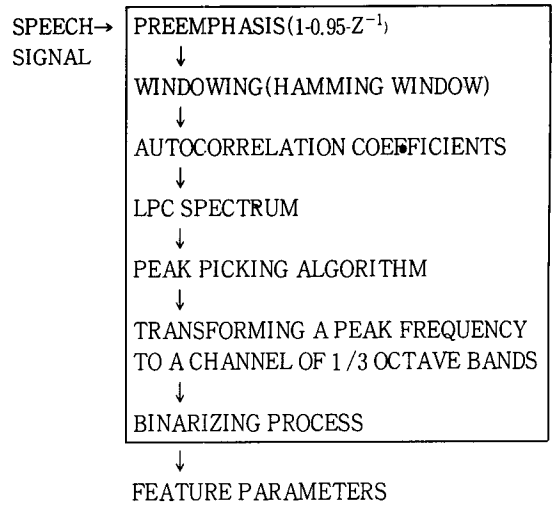 SPEECH→ PREEMPHASIS(1-0.95-Z⁻¹)
SIGNAL
↓
WINDOWING(HAMMING WINDOW)
↓
AUTOCORRELATION COEFFICIENTS
↓
LPC SPECTRUM
↓
PEAK PICKING ALGORITHM
↓
TRANSFORMING A PEAK FREQUENCY
TO A CHANNEL OF 1/3 OCTAVE BANDS
↓
BINARIZING PROCESS
↓
FEATURE PARAMETERS